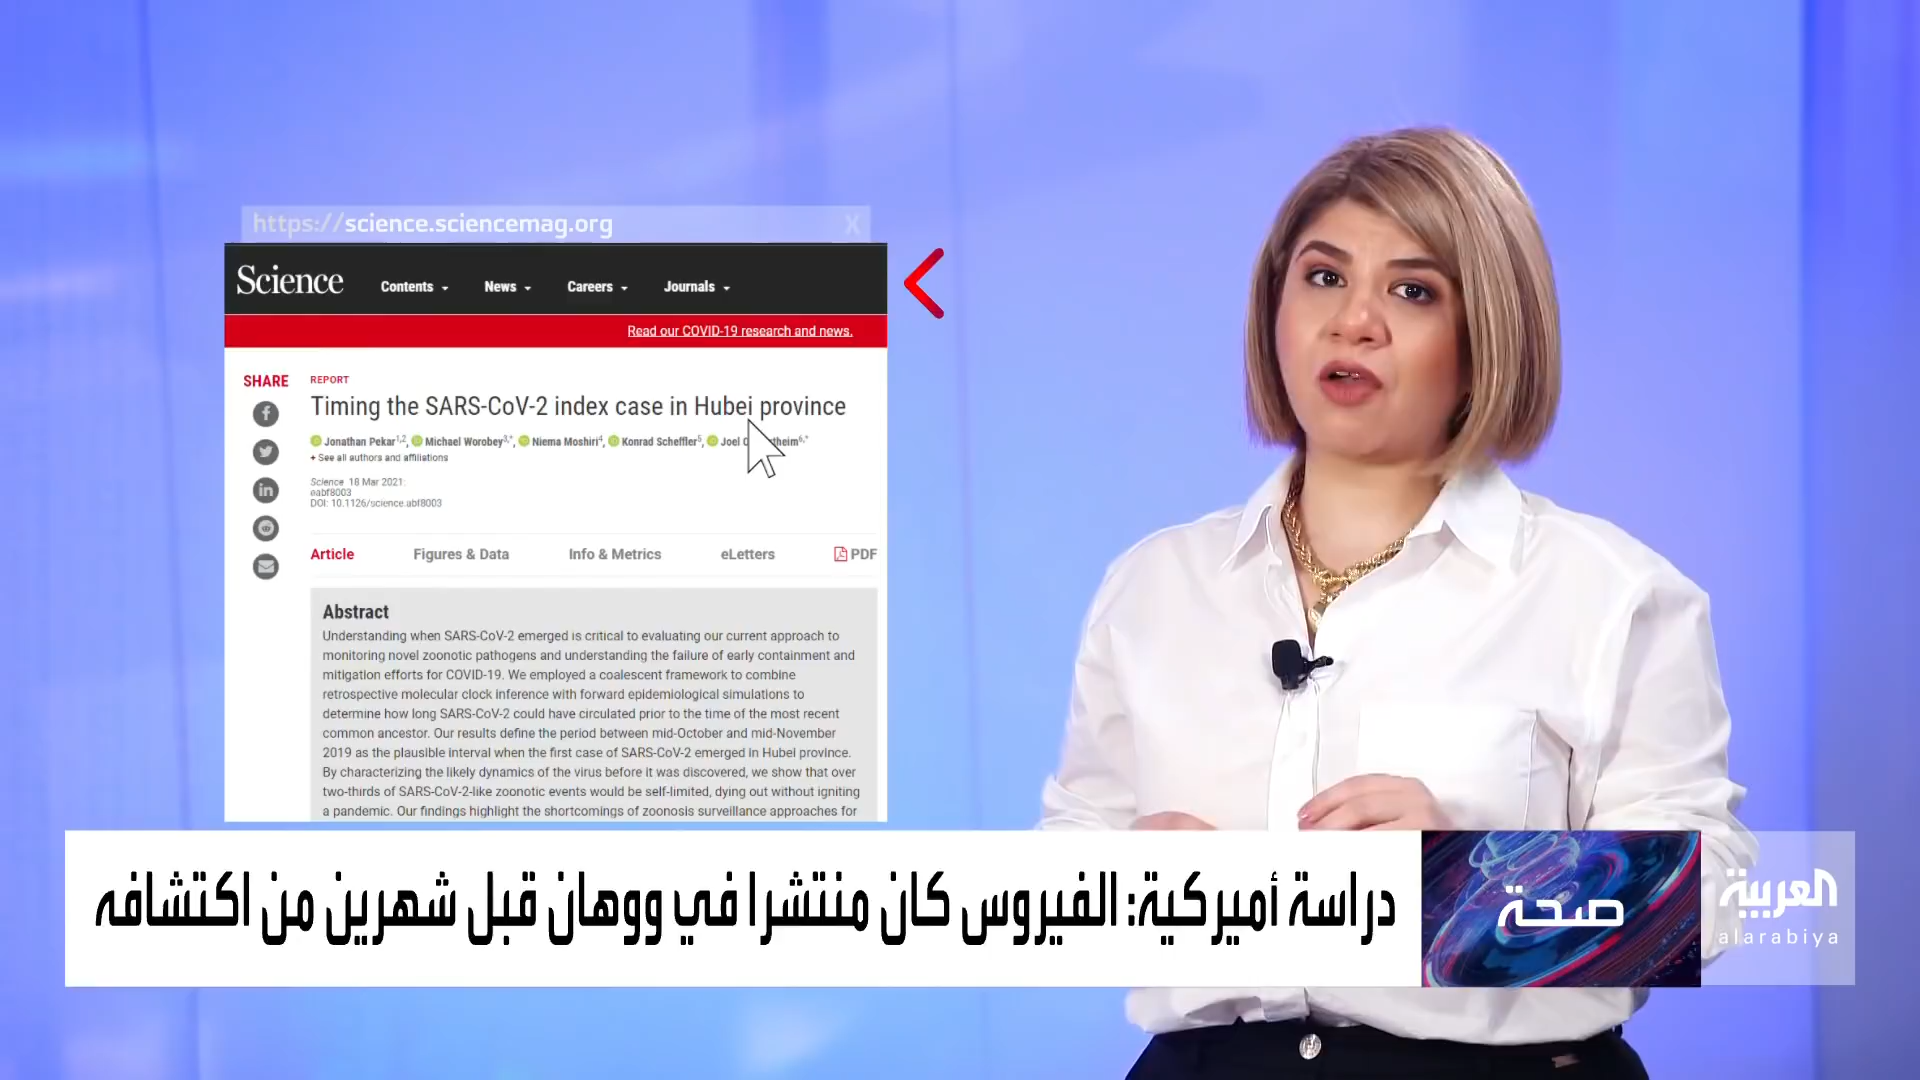 https://science.sciencemag.org X
Science Contents News Careers Journals
Read our COVID-19 research and news.
SHARE
REPORT
Timing the SARS-CoV-2 index case in Hubei province
Jonathan Pekar1,2, Michael Worobey3,*, Niema Moshiri4, Konrad Scheffler5, Joel
+ See all authors and affiliations
Science 18 Mar 2021:
eabf8003
DOI: 10.1126/science.abf8003
Article Figures & Data Info & Metrics eLetters PDF
Abstract
Understanding when SARS-CoV-2 emerged is critical to evaluating our current approach to
monitoring novel zoonotic pathogens and understanding the failure of early containment and
mitigation efforts for COVID-19. We employed a coalescent framework to combine
retrospective molecular clock inference with forward epidemiological simulations to
determine how long SARS-CoV-2 could have circulated prior to the time of the most recent
common ancestor. Our results define the period between mid-October and mid-November
2019 as the plausible interval when the first case of SARS-CoV-2 emerged in Hubei province.
By characterizing the likely dynamics of the virus before it was discovered, we show that over
two-thirds of SARS-CoV-2-like zoonotic events would be self-limited, dying out without igniting
a pandemic. Our findings highlight the shortcomings of zoonosis surveillance approaches for
دراسة أميركية: الفيروس كان منتشرا في ووهان قبل شهرين من اكتشافه
صحة
العربية
alarabiya